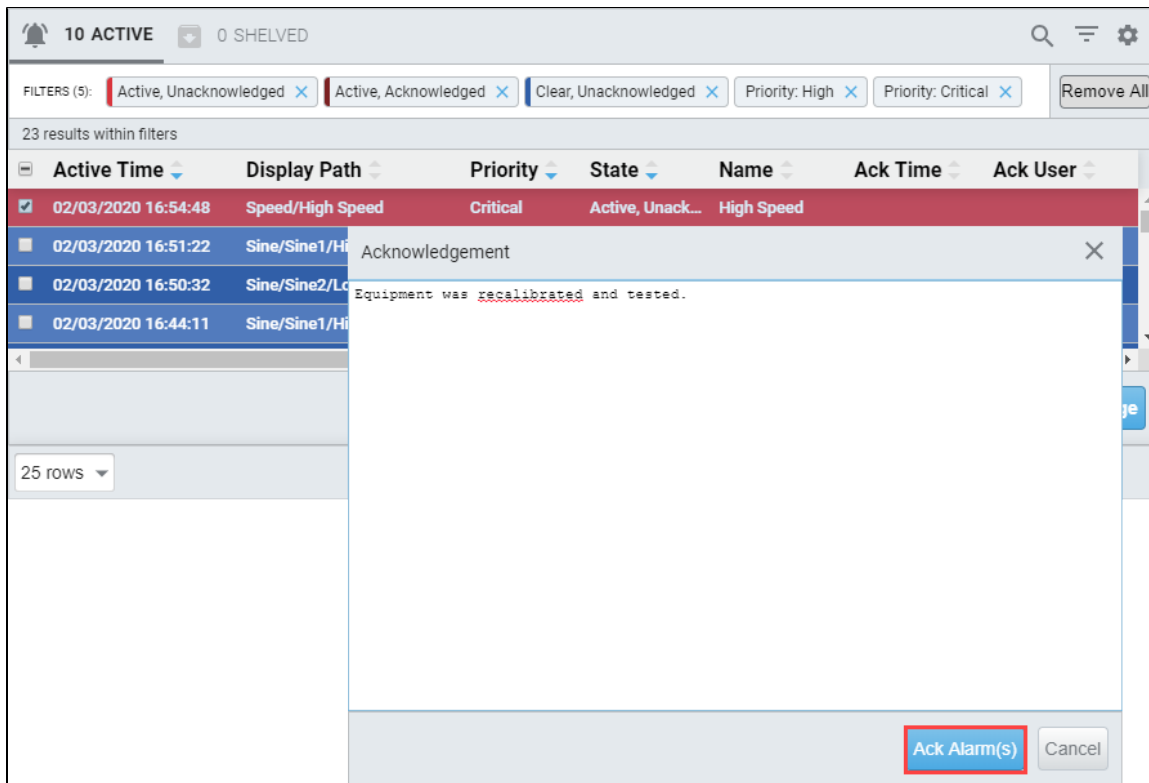 10 ACTIVE 0 SHELVED
FILTERS (5): Active, Unacknowledged Active, Acknowledged Clear, Unacknowledged Priority: High Priority: Critical Remove All
23 results within filters
Active Time Display Path Priority State Name Ack Time Ack User
02/03/2020 16:54:48 Speed/High Speed Critical Active, Unack... High Speed
02/03/2020 16:51:22 Sine/Sine1/Hi
02/03/2020 16:50:32 Sine/Sine2/Lo
02/03/2020 16:44:11 Sine/Sine1/Hi
Acknowledgement
Equipment was recalibrated and tested.
ge
25 rows
Ack Alarm(s) Cancel